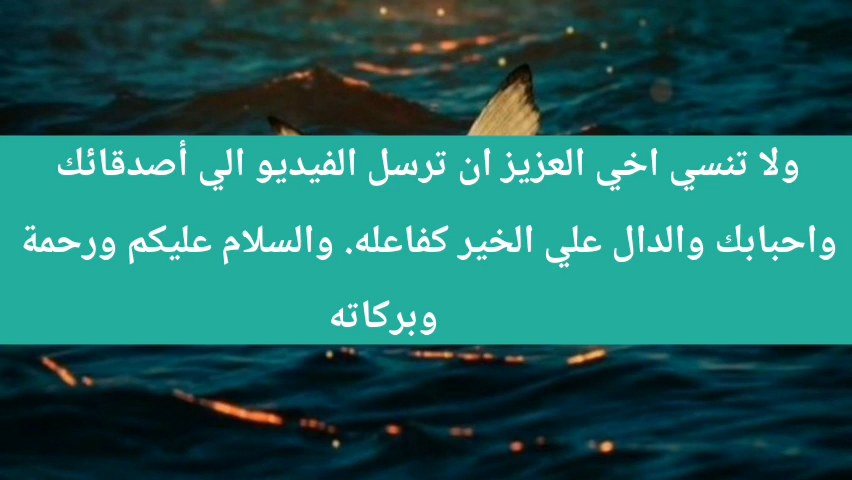 ولا تنسي اخي العزيز ان ترسل الفيديو الي أصدقائك
واحبابك والدال علي الخير كفاعله. والسلام عليكم ورحمة
وبركاته